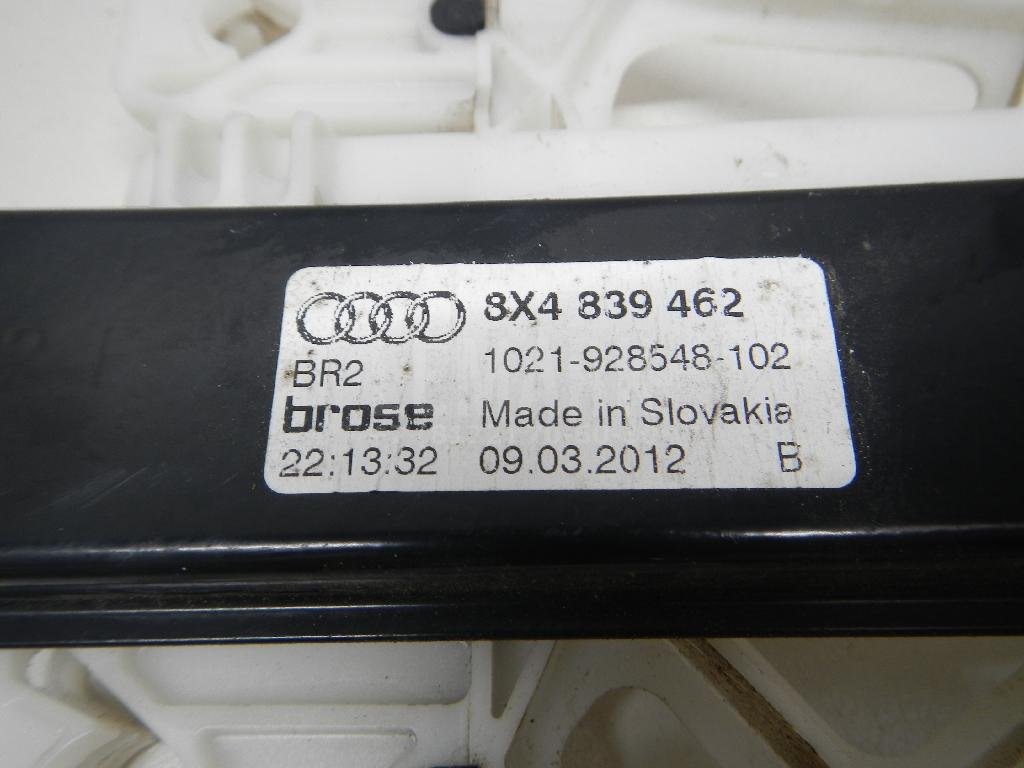 8X4 839 462
BR2 1021-928548-102
brose Made in Slovakia
22:13:32 09.03.2012 B